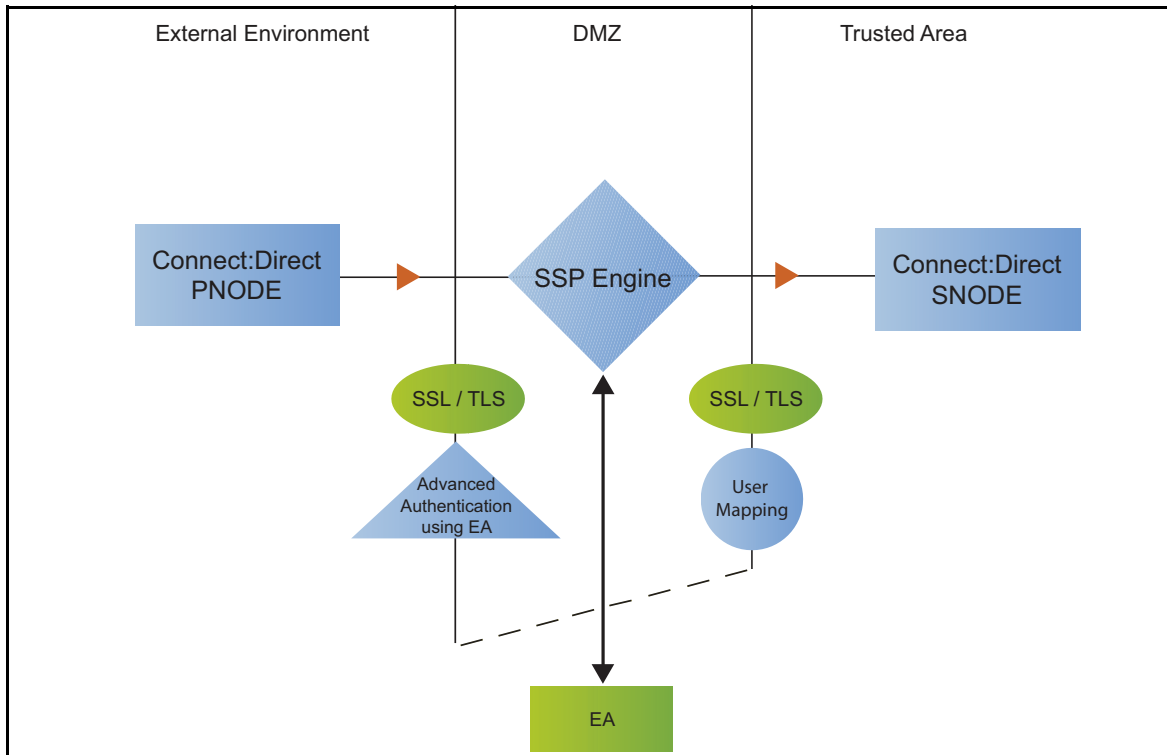 External Environment
DMZ
Trusted Area
Connect:Direct
PNODE
SSP Engine
Connect:Direct
SNODE
SSL / TLS
SSL / TLS
Advanced
Authentication
using EA
User
Mapping
EA